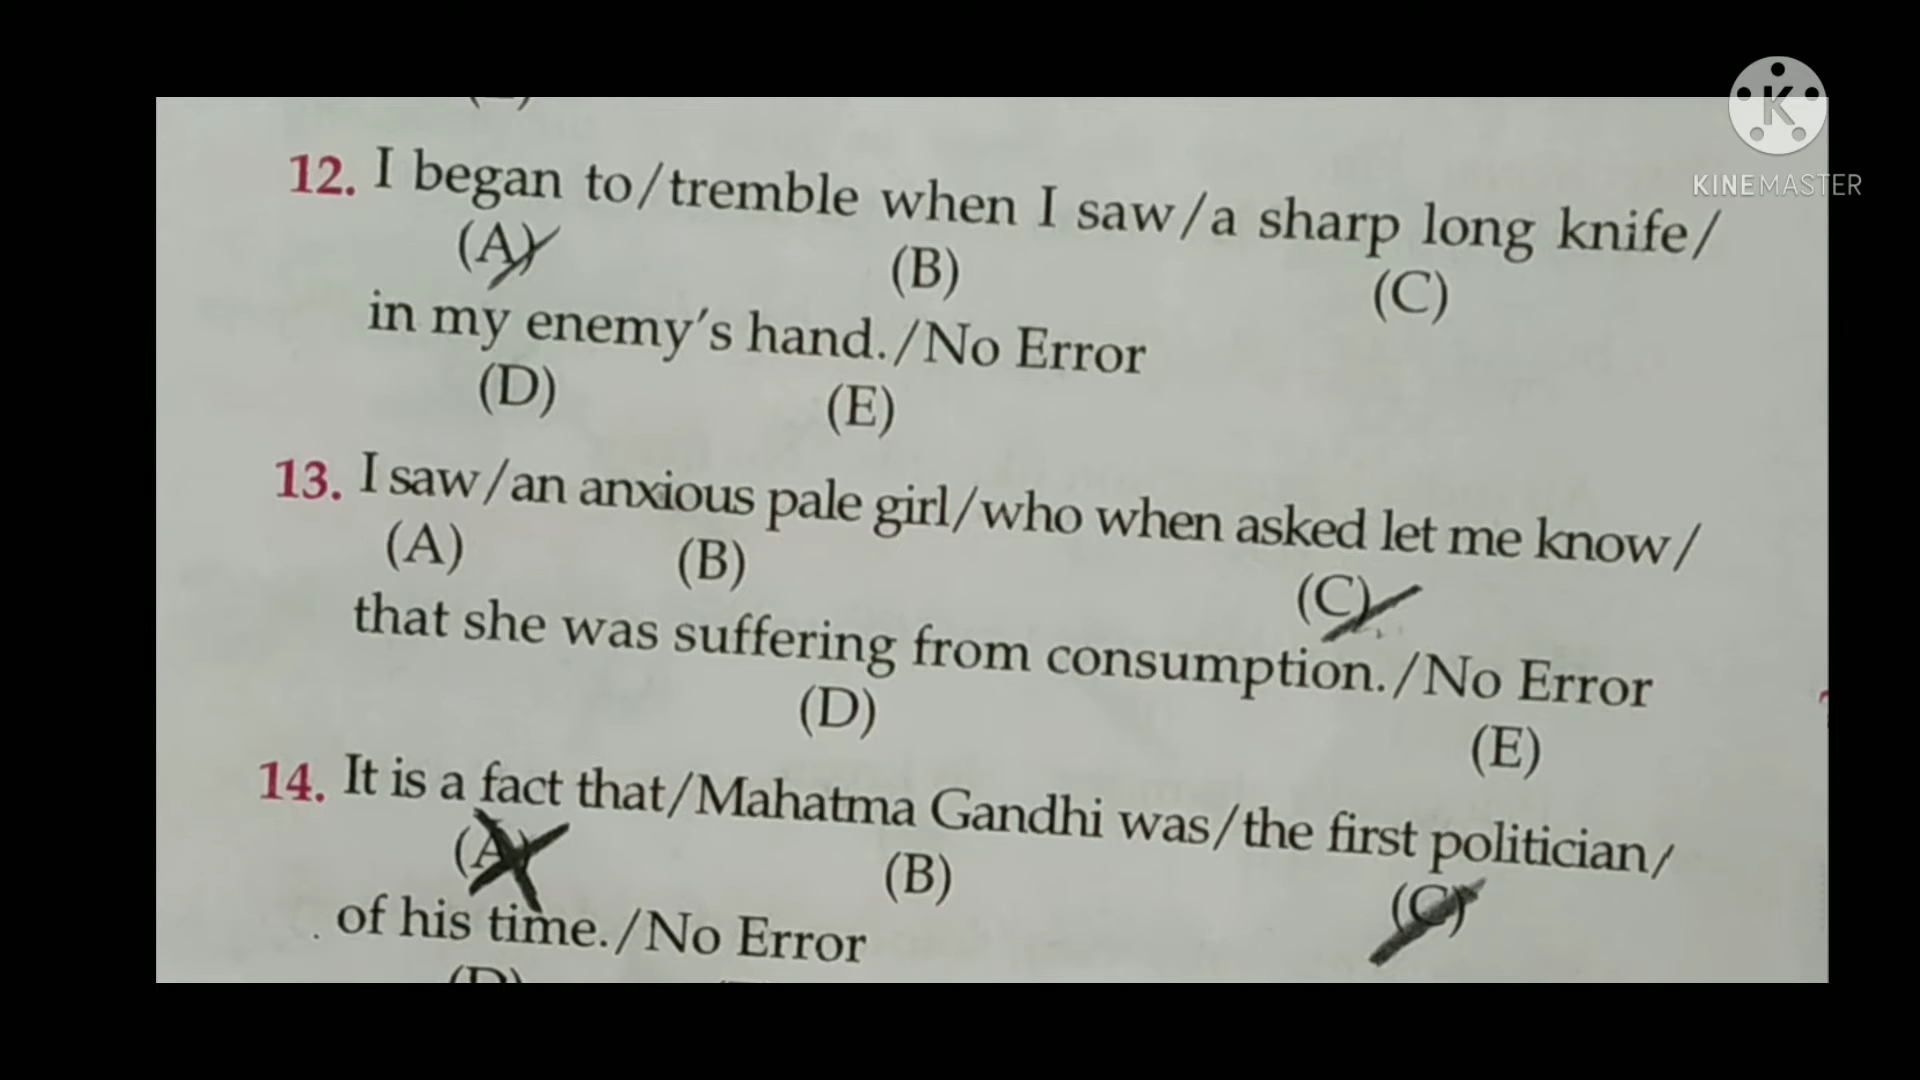 KINEMASTER
12. I began to/tremble when I saw/a sharp long knife/
(A) (B) (C)
in my enemy's hand./No Error
(D) (E)
13. I saw/an anxious pale girl/who when asked let me know/
(A) (B) (C)
that she was suffering from consumption./No Error
(D) (E)
14. It is a fact that/Mahatma Gandhi was/the first politician/
(A) (B) (C)
of his time./No Error
(D)